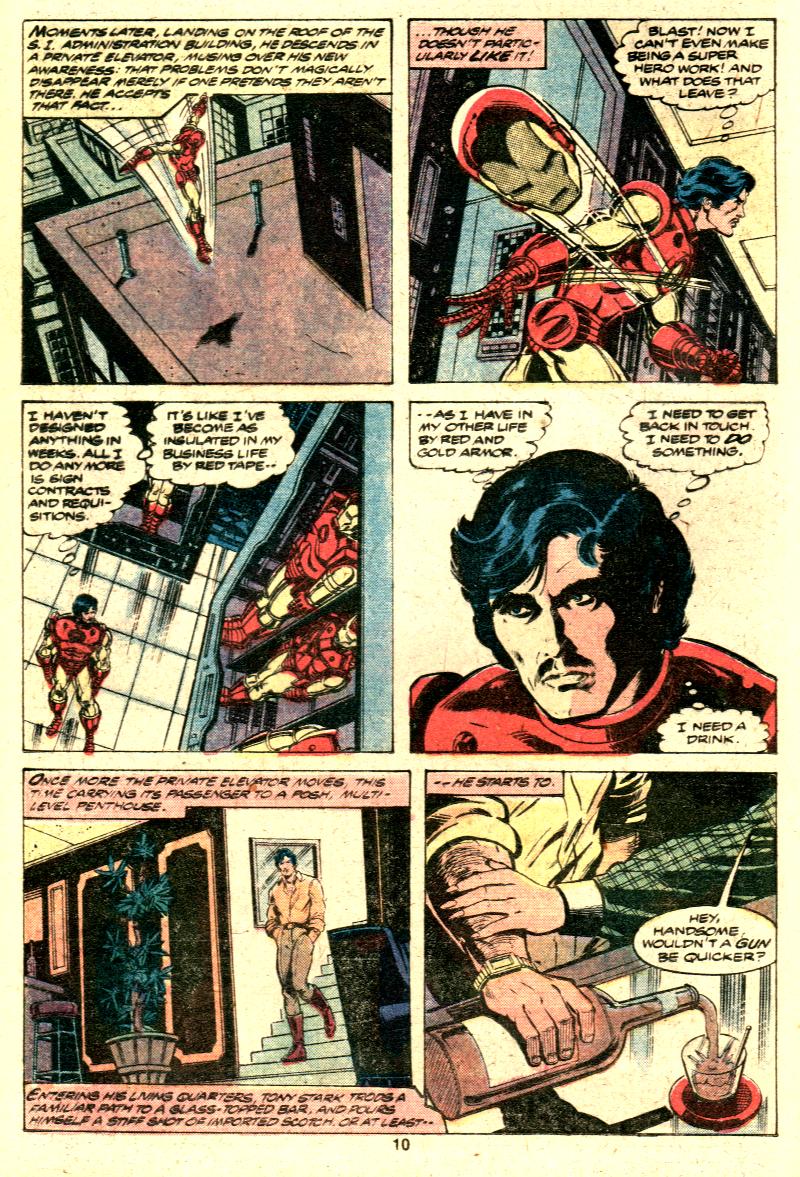 MOMENTS LATER, LANDING ON THE ROOF OF THE
S.I. ADMINISTRATION BUILDING, HE DESCENDS IN
A PRIVATE ELEVATOR, MUSING OVER HIS NEW
AWARENESS: THAT PROBLEMS DON'T MAGICALLY
DISAPPEAR MERELY IF ONE PRETENDS THEY AREN'T
THERE. HE ACCEPTS
THAT FACT...
...THOUGH HE
DOESN'T PARTIC-
ULARLY LIKE IT!
BLAST! NOW I
CAN'T EVEN MAKE
BEING A SUPER
HERO WORK! AND
WHAT DOES THAT
LEAVE?
I HAVEN'T
DESIGNED
ANYTHING IN
WEEKS. ALL I
DO ANY MORE
IS SIGN
CONTRACTS
AND REQUI-
SITIONS.
IT'S LIKE I'VE
BECOME AS
INSULATED IN MY
BUSINESS LIFE
BY RED TAPE--
--AS I HAVE IN
MY OTHER LIFE
BY RED AND
GOLD ARMOR.
I NEED TO GET
BACK IN TOUCH.
I NEED TO DO
SOMETHING.
I NEED A
DRINK.
ONCE MORE THE PRIVATE ELEVATOR MOVES, THIS
TIME CARRYING ITS PASSENGER TO A POSH, MULTI-
LEVEL PENTHOUSE.
ENTERING HIS LIVING QUARTERS, TONY STARK TRODS A
FAMILIAR PATH TO A GLASS-TOPPED BAR, AND POURS
HIMSELF A STIFF SHOT OF IMPORTED SCOTCH. OR AT LEAST--
--HE STARTS TO.
HEY,
HANDSOME,
WOULDN'T A GUN
BE QUICKER?
10